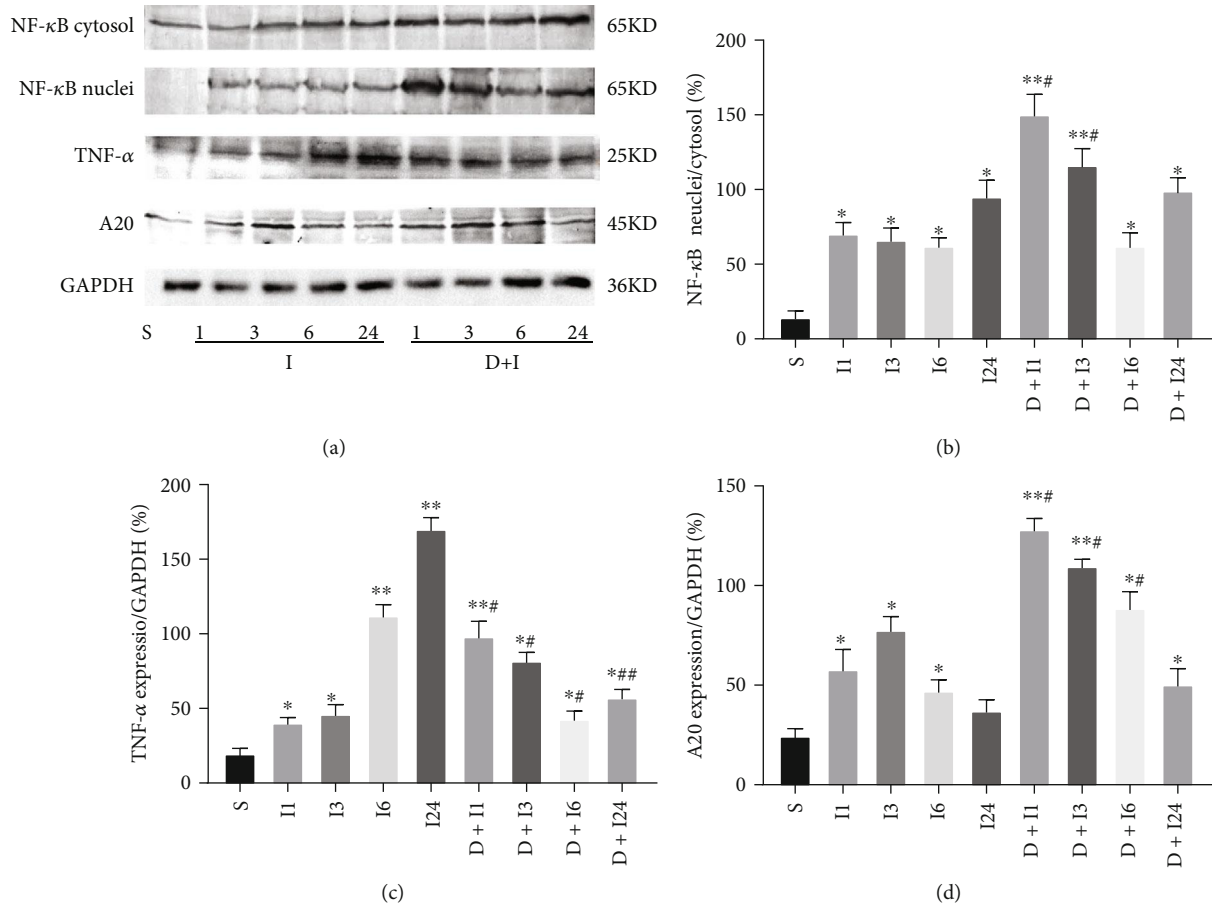 NF-κB cytosol 65KD
NF-κB nuclei 65KD
TNF-α 25KD
A20 45KD
GAPDH 36KD
S 1 3 6 24 1 3 6 24
I D+I
(a)
NF-κB neuclei/cytosol (%)
200
150
100
50
0
* * * * **# **# * *
S I1 I3 I6 I24 D + I1 D + I3 D + I6 D + I24
(b)
TNF-α expressio/GAPDH (%)
200
150
100
50
0
* * ** ** **# *# *# *##
S I1 I3 I6 I24 D + I1 D + I3 D + I6 D + I24
(c)
A20 expression/GAPDH (%)
150
100
50
0
* * * **# **# *# *
S I1 I3 I6 I24 D + I1 D + I3 D + I6 D + I24
(d)